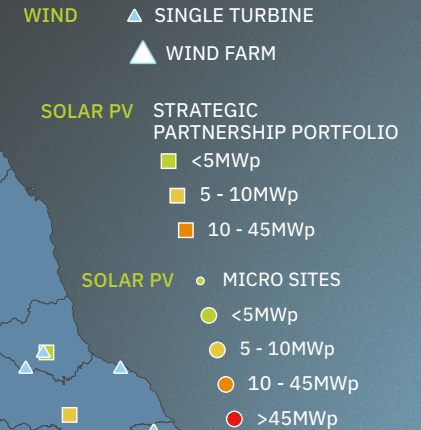 WIND SINGLE TURBINE
WIND FARM
SOLAR PV STRATEGIC
PARTNERSHIP PORTFOLIO
<5MWp
5 - 10MWp
10 - 45MWp
SOLAR PV MICRO SITES
<5MWp
5 - 10MWp
10 - 45MWp
>45MWp